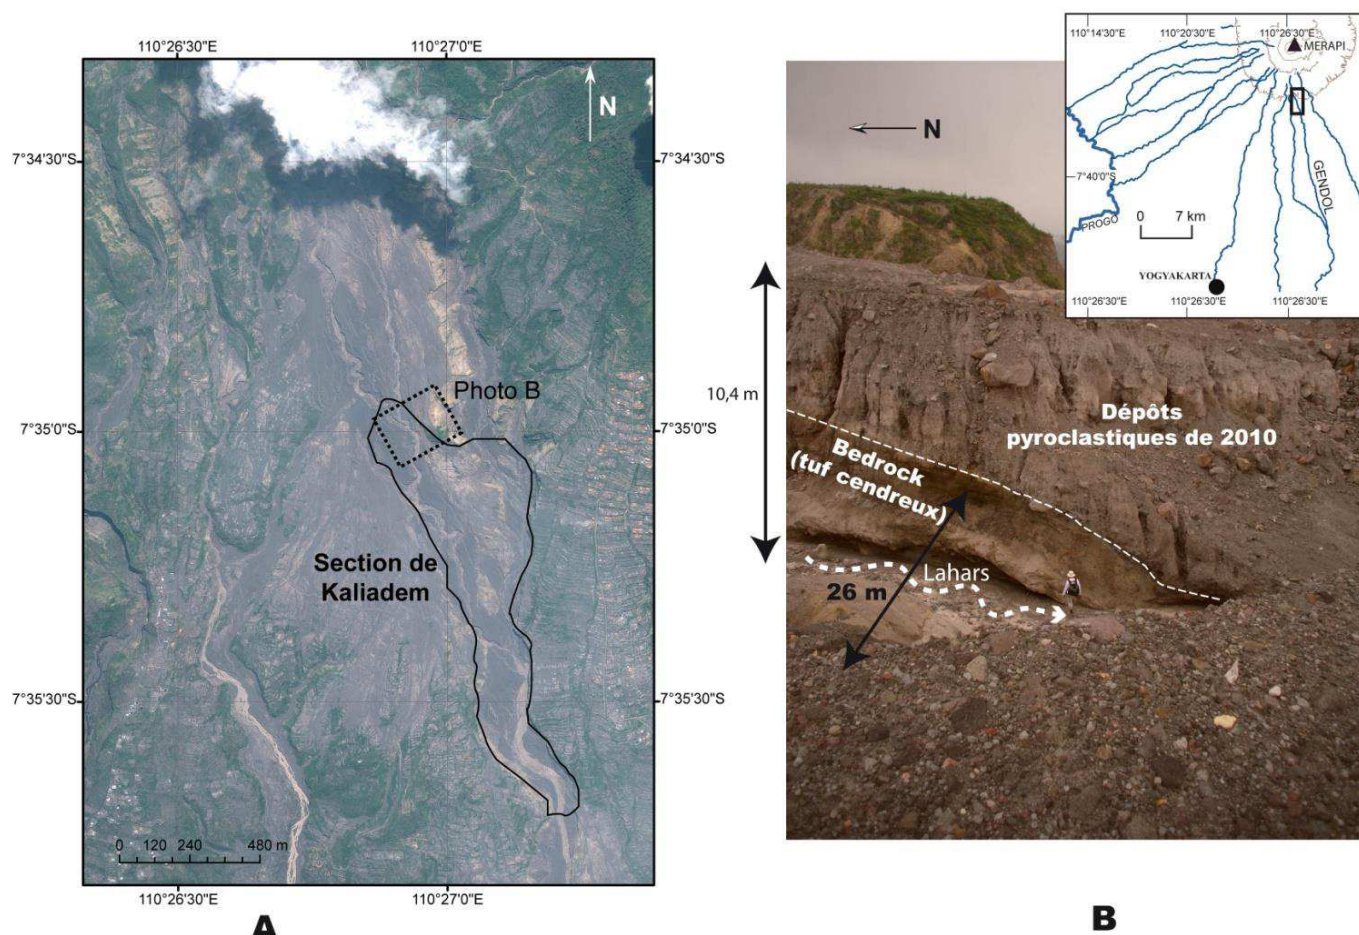 110°26'30"E
110°27'0"E
N
7°34'30"S
7°34'30"S
Photo B
7°35'0"S
7°35'0"S
Section de
Kaliadem
7°35'30"S
7°35'30"S
0 120 240 480 m
110°26'30"E
110°27'0"E
A
110°14'30"E
110°20'30"E
110°26'30"E
MERAPI
7°40'0"S
GENDOL
PROGO
0 7 km
YOGYAKARTA
110°26'30"E
110°26'30"E
110°26'30"E
N
10,4 m
Dépôts
pyroclastiques de 2010
Bedrock
(tuf cendreux)
Lahars
26 m
B